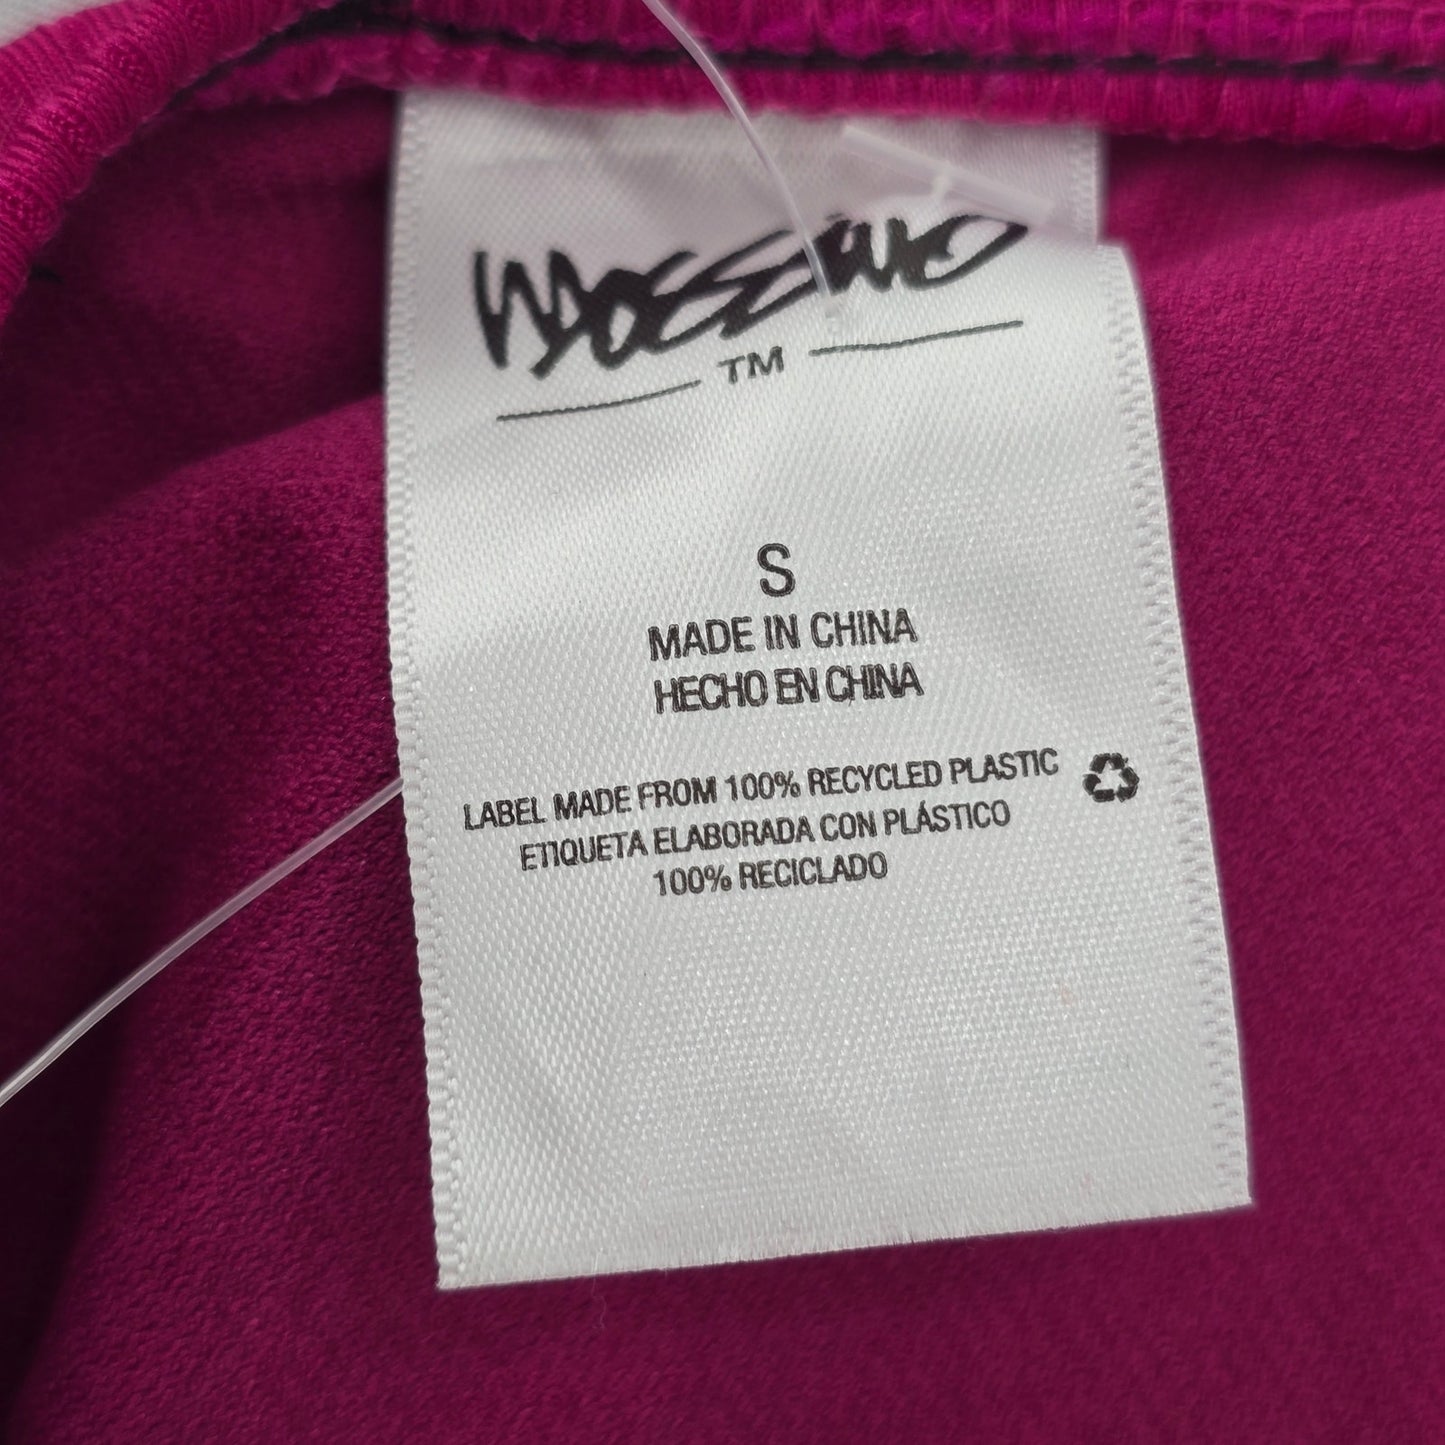 MOSSIMO
TM
S
MADE IN CHINA
HECHO EN CHINA
LABEL MADE FROM 100% RECYCLED PLASTIC
ETIQUETA ELABORADA CON PLÁSTICO
100% RECICLADO